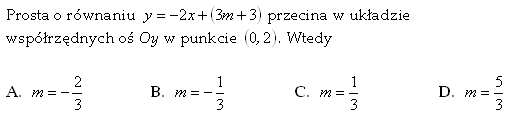 Prosta o równaniu y = −2x + (3m + 3) przecina w układzie
współrzędnych oś Oy w punkcie (0, 2). Wtedy
A. m = −2/3 B. m = −1/3 C. m = 1/3 D. m = 5/3